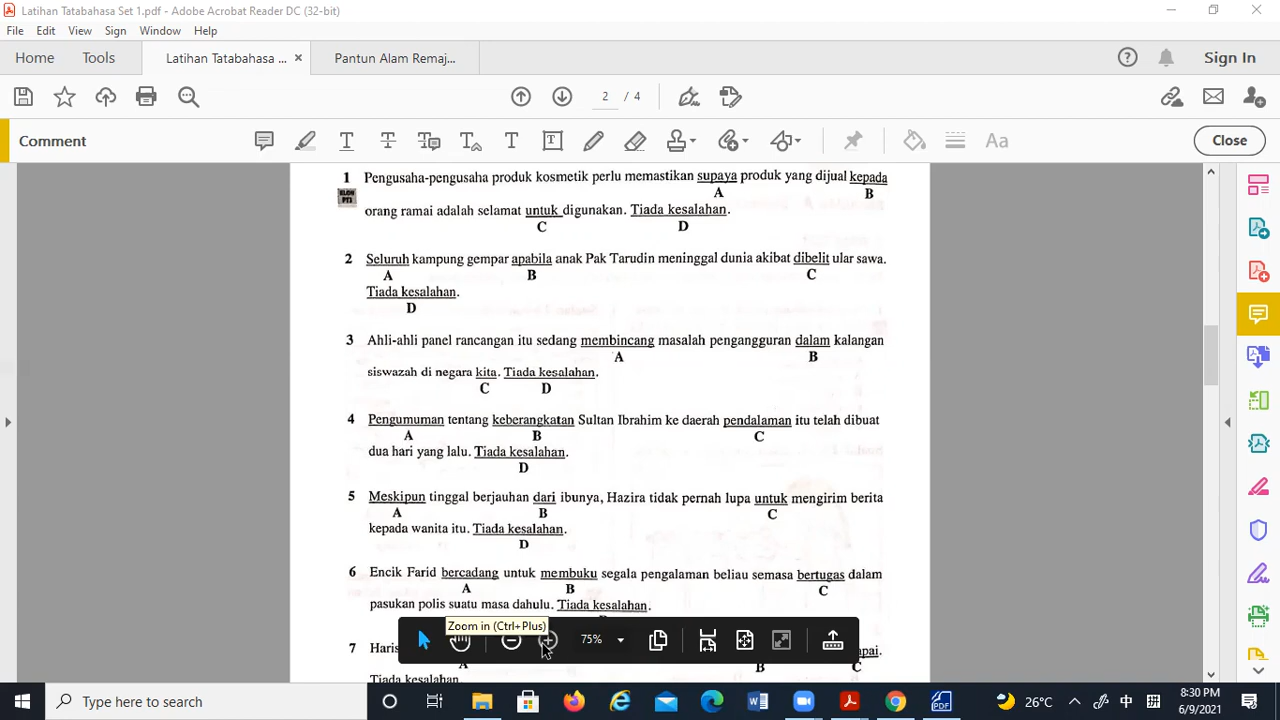 Latihan Tatabahasa Set 1.pdf - Adobe Acrobat Reader DC (32-bit)
File Edit View Sign Window Help
Home Tools Latihan Tatabahasa ... × Pantun Alam Remaj... Sign In
2 / 4
Comment Close
1 Pengusaha-pengusaha produk kosmetik perlu memastikan supaya produk yang dijual kepada
A B
orang ramai adalah selamat untuk digunakan. Tiada kesalahan.
C D
2 Seluruh kampung gempar apabila anak Pak Tarudin meninggal dunia akibat dibelit ular sawa.
A B C
Tiada kesalahan.
D
3 Ahli-ahli panel rancangan itu sedang membincang masalah pengangguran dalam kalangan
A B
siswazah di negara kita. Tiada kesalahan.
C D
4 Pengumuman tentang keberangkatan Sultan Ibrahim ke daerah pendalaman itu telah dibuat
A B C
dua hari yang lalu. Tiada kesalahan.
D
5 Meskipun tinggal berjauhan dari ibunya, Hazira tidak pernah lupa untuk mengirim berita
A B C
kepada wanita itu. Tiada kesalahan.
D
6 Encik Farid bercadang untuk membuku segala pengalaman beliau semasa bertugas dalam
A B C
pasukan polis suatu masa dahulu. Tiada kesalahan.
Zoom in (Ctrl+Plus)
75%
7 Haris
A B C
Tiada kesalahan.
Type here to search
26°C 中 拼 8:30 PM
6/9/2021